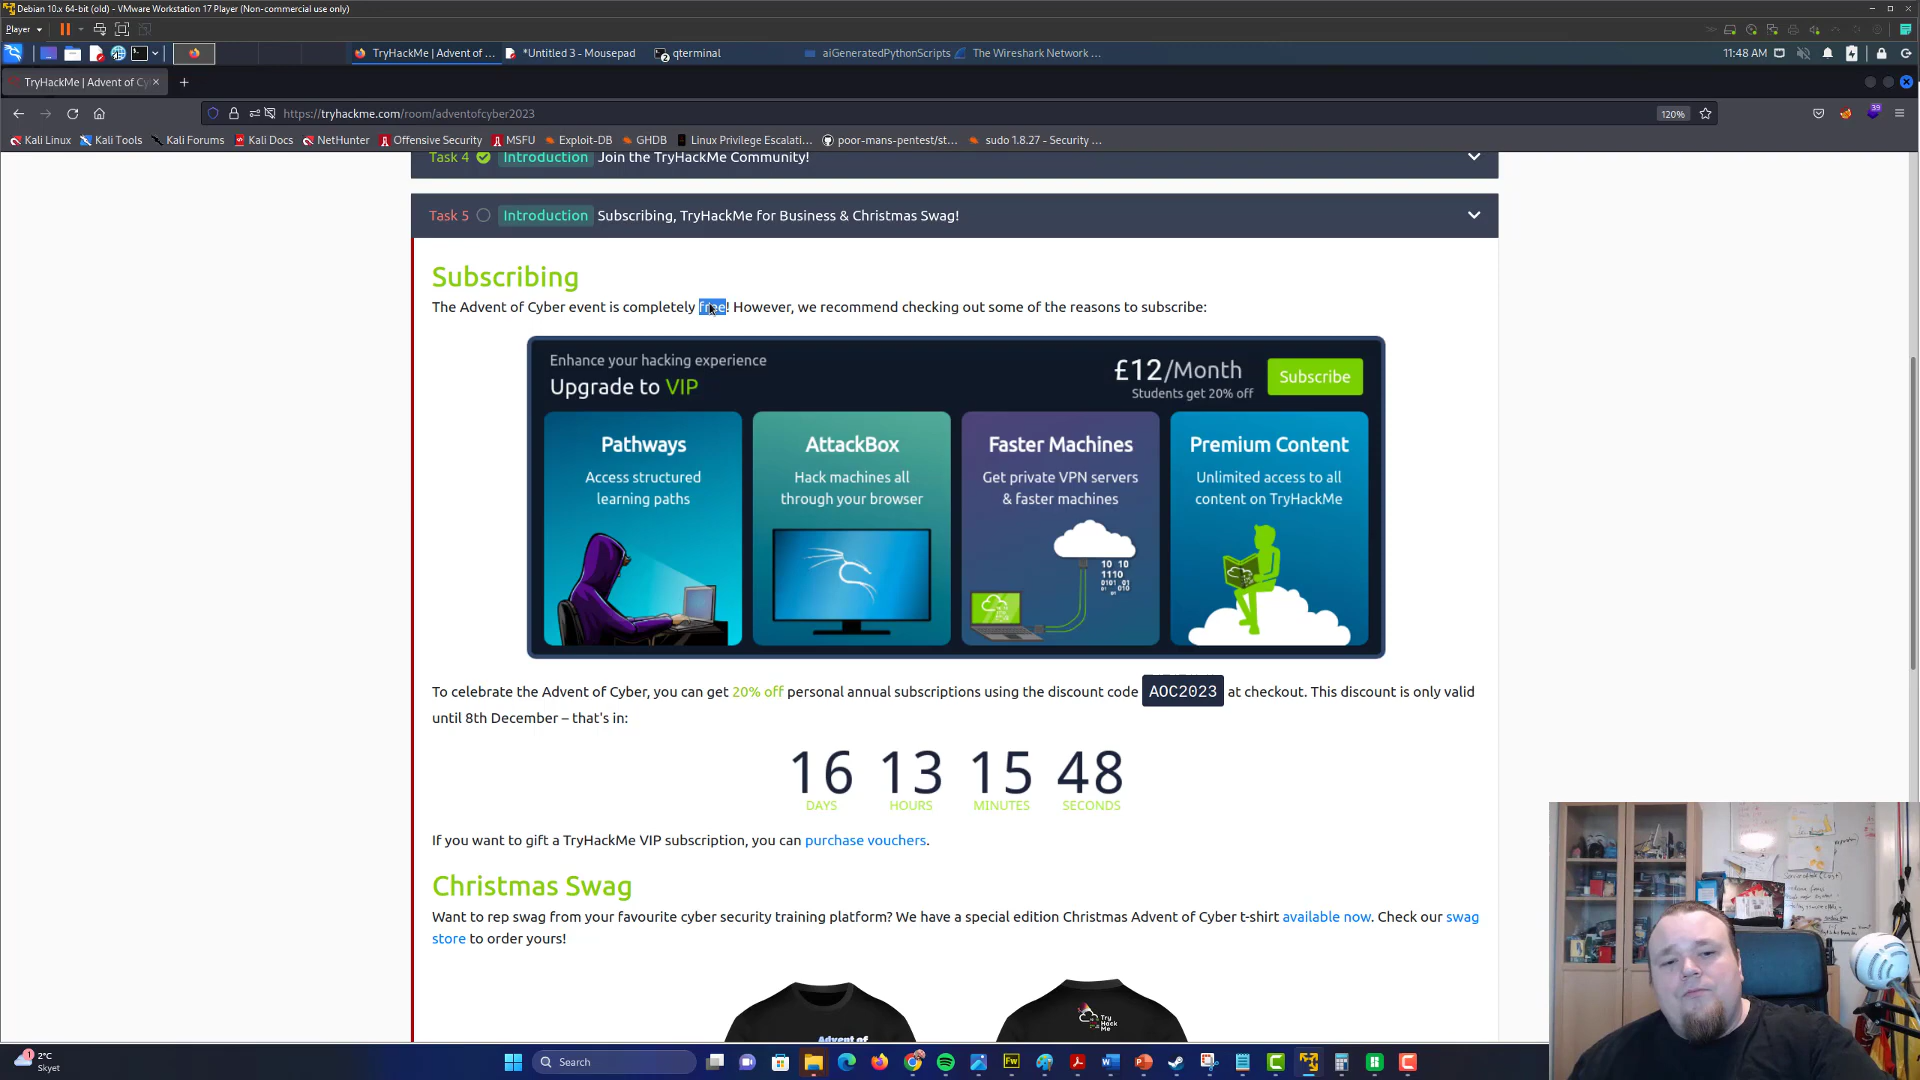 Debian 10.x 64-bit (old) - VMware Workstation 17 Player (Non-commercial use only)
Player
TryHackMe | Advent of ...
*Untitled 3 - Mousepad
qterminal
aiGeneratedPythonScripts
The Wireshark Network ...
11:48 AM
TryHackMe | Advent of Cy
https://tryhackme.com/room/adventofcyber2023
120%
39
Kali Linux
Kali Tools
Kali Forums
Kali Docs
NetHunter
Offensive Security
MSFU
Exploit-DB
GHDB
Linux Privilege Escalati...
poor-mans-pentest/st...
sudo 1.8.27 - Security ...
Task 4 Introduction Join the TryHackMe Community!
Task 5 Introduction Subscribing, TryHackMe for Business & Christmas Swag!
Subscribing
The Advent of Cyber event is completely free! However, we recommend checking out some of the reasons to subscribe:
Enhance your hacking experience
Upgrade to VIP
£12/Month
Students get 20% off
Subscribe
Pathways
Access structured
learning paths
AttackBox
Hack machines all
through your browser
Faster Machines
Get private VPN servers
& faster machines
Premium Content
Unlimited access to all
content on TryHackMe
To celebrate the Advent of Cyber, you can get 20% off personal annual subscriptions using the discount code AOC2023 at checkout. This discount is only valid
until 8th December – that's in:
16 13 15 48
DAYS HOURS MINUTES SECONDS
If you want to gift a TryHackMe VIP subscription, you can purchase vouchers.
Christmas Swag
Want to rep swag from your favourite cyber security training platform? We have a special edition Christmas Advent of Cyber t-shirt available now. Check our swag
store to order yours!
Advent of
Try
Hack
Me
1
2°C
Skyet
Search